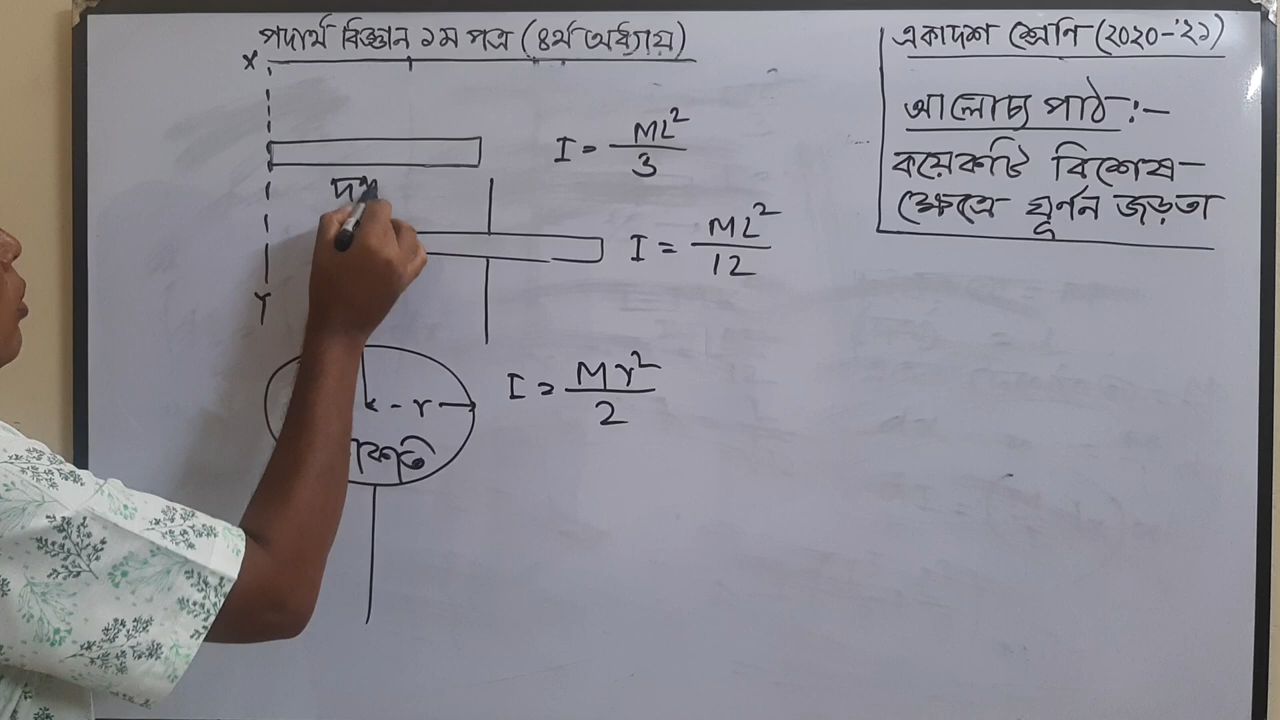 পদার্থ বিজ্ঞান ১ম পত্র (৪র্থ অধ্যায়)
একাদশ শ্রেনি (২০২০-'২১)
আলোচ্য পাঠ :-
কয়েকটি বিশেষ-
ক্ষেত্রে ঘূর্নন জড়তা
X
I = ML²/3
Y
I = ML²/12
r
I = Mr²/2